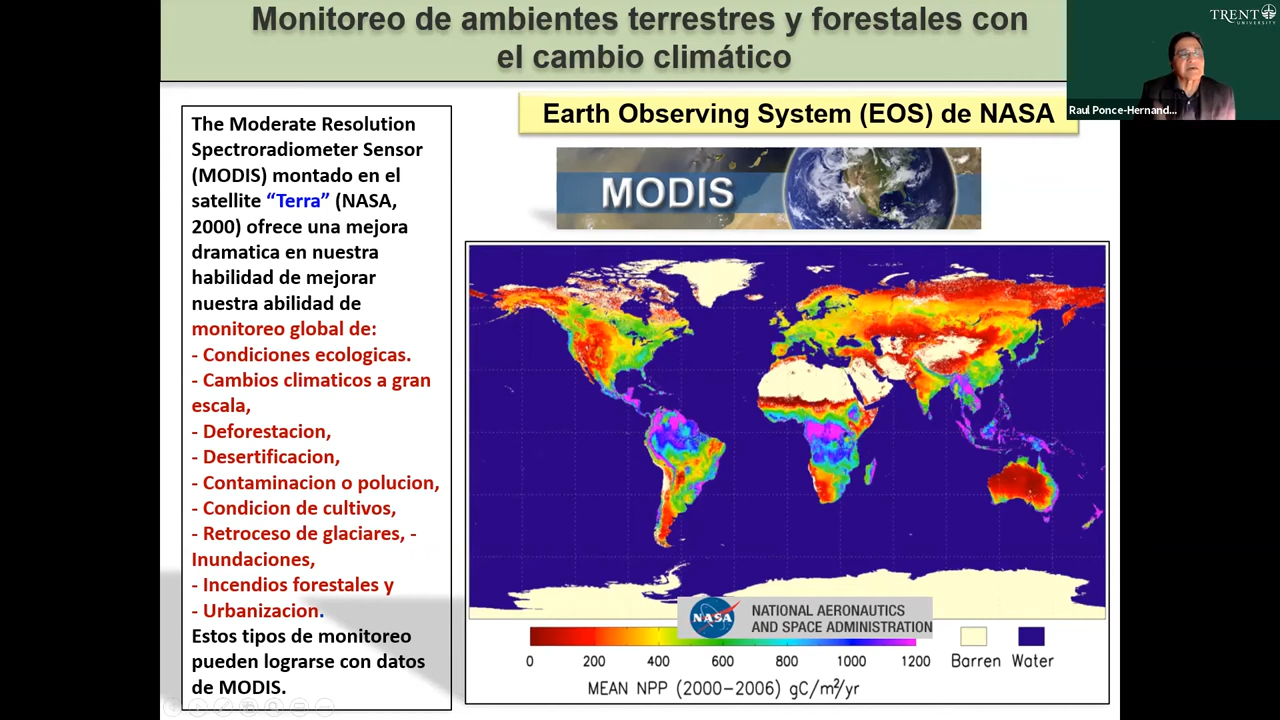 Monitoreo de ambientes terrestres y forestales con
el cambio climático
TRENT
UNIVERSITY
Raul Ponce-Hernand...
Earth Observing System (EOS) de NASA
MODIS
The Moderate Resolution
Spectroradiometer Sensor
(MODIS) montado en el
satellite “Terra” (NASA,
2000) ofrece una mejora
dramatica en nuestra
habilidad de mejorar
nuestra abilidad de
monitoreo global de:
- Condiciones ecologicas.
- Cambios climaticos a gran
escala,
- Deforestacion,
- Desertificacion,
- Contaminacion o polucion,
- Condicion de cultivos,
- Retroceso de glaciares, -
Inundaciones,
- Incendios forestales y
- Urbanizacion.
Estos tipos de monitoreo
pueden lograrse con datos
de MODIS.
NASA
NATIONAL AERONAUTICS
AND SPACE ADMINISTRATION
0 200 400 600 800 1000 1200 Barren Water
MEAN NPP (2000-2006) gC/m²/yr